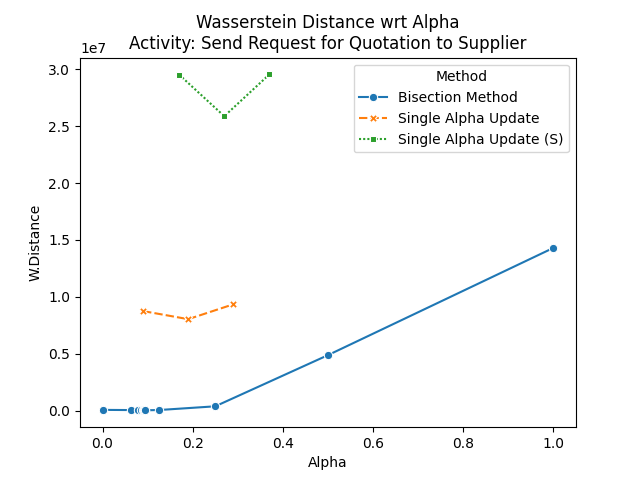 Wasserstein Distance wrt Alpha
Activity: Send Request for Quotation to Supplier
1e7
Method
Bisection Method
Single Alpha Update
Single Alpha Update (S)
3.0
2.5
2.0
1.5
1.0
0.5
0.0
W.Distance
0.0 0.2 0.4 0.6 0.8 1.0
Alpha